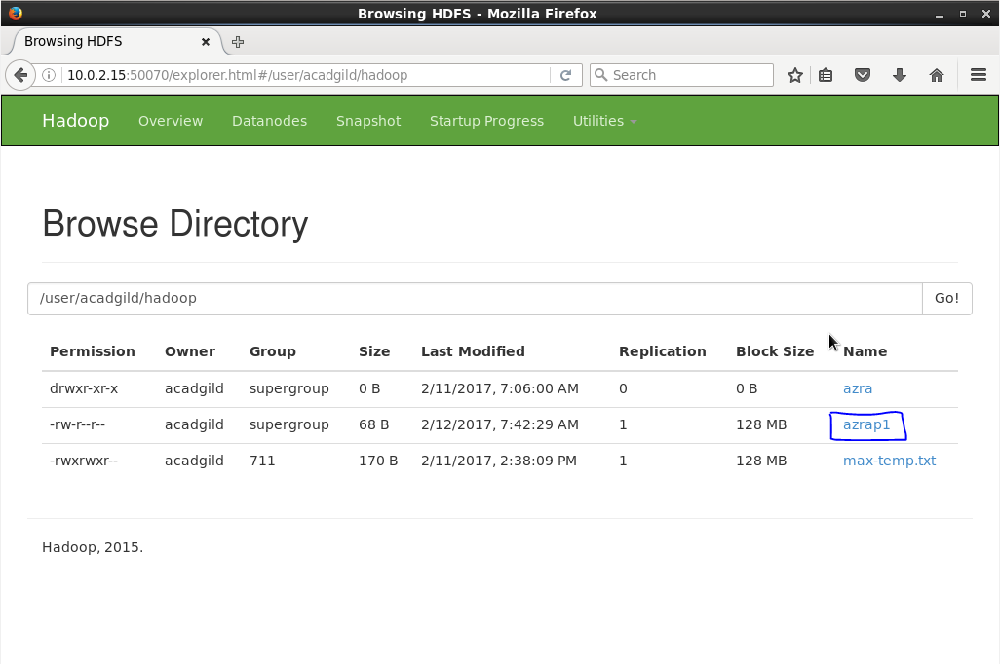 Browsing HDFS - Mozilla Firefox
Browsing HDFS
10.0.2.15:50070/explorer.html#/user/acadgild/hadoop Search
Hadoop Overview Datanodes Snapshot Startup Progress Utilities
Browse Directory
/user/acadgild/hadoop Go!
Permission Owner Group Size Last Modified Replication Block Size Name
drwxr-xr-x acadgild supergroup 0 B 2/11/2017, 7:06:00 AM 0 0 B azra
-rw-r--r-- acadgild supergroup 68 B 2/12/2017, 7:42:29 AM 1 128 MB azrap1
-rwxrwxr-- acadgild 711 170 B 2/11/2017, 2:38:09 PM 1 128 MB max-temp.txt
Hadoop, 2015.